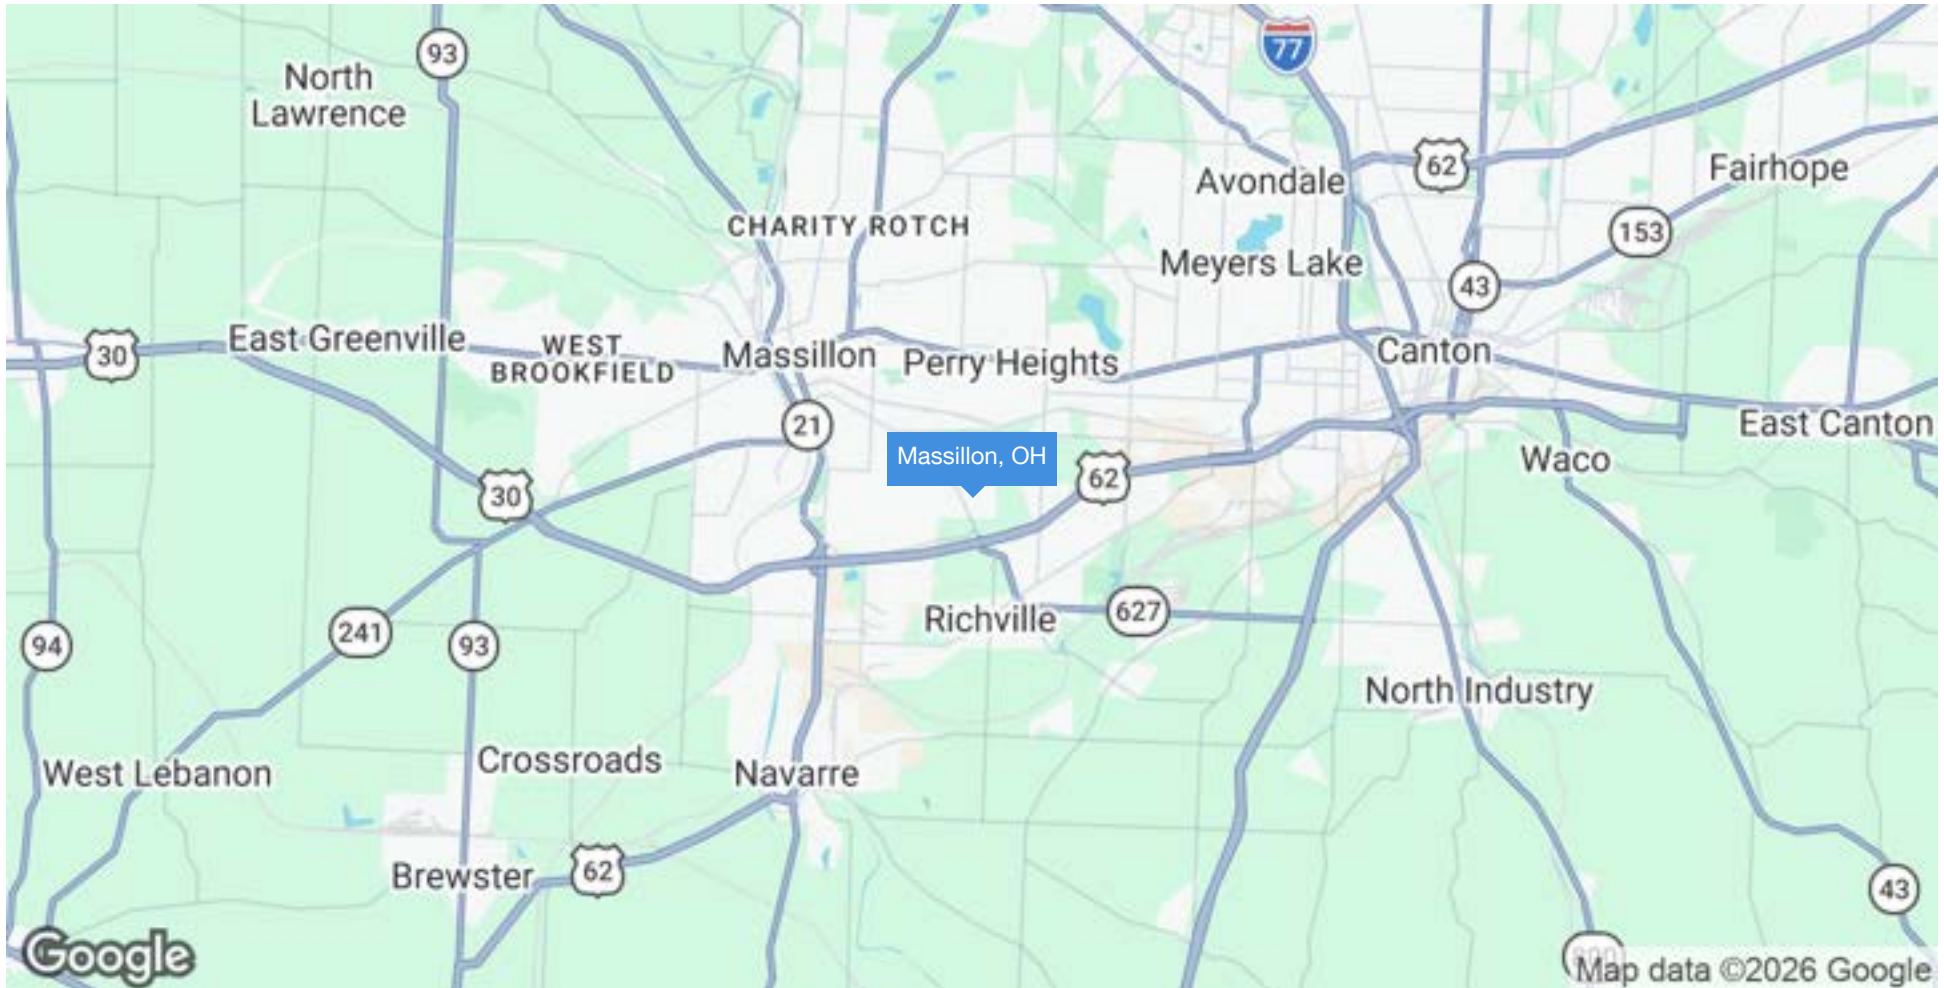 93
North
Lawrence
77
62
Avondale
Fairhope
CHARITY ROTCH
153
Meyers Lake
43
30
East Greenville
WEST
BROOKFIELD
Massillon
Perry Heights
Canton
21
East Canton
Massillon, OH
Waco
62
30
Richville
627
241
93
94
North Industry
West Lebanon
Crossroads
Navarre
Brewster
62
43
Google
Map data ©2026 Google